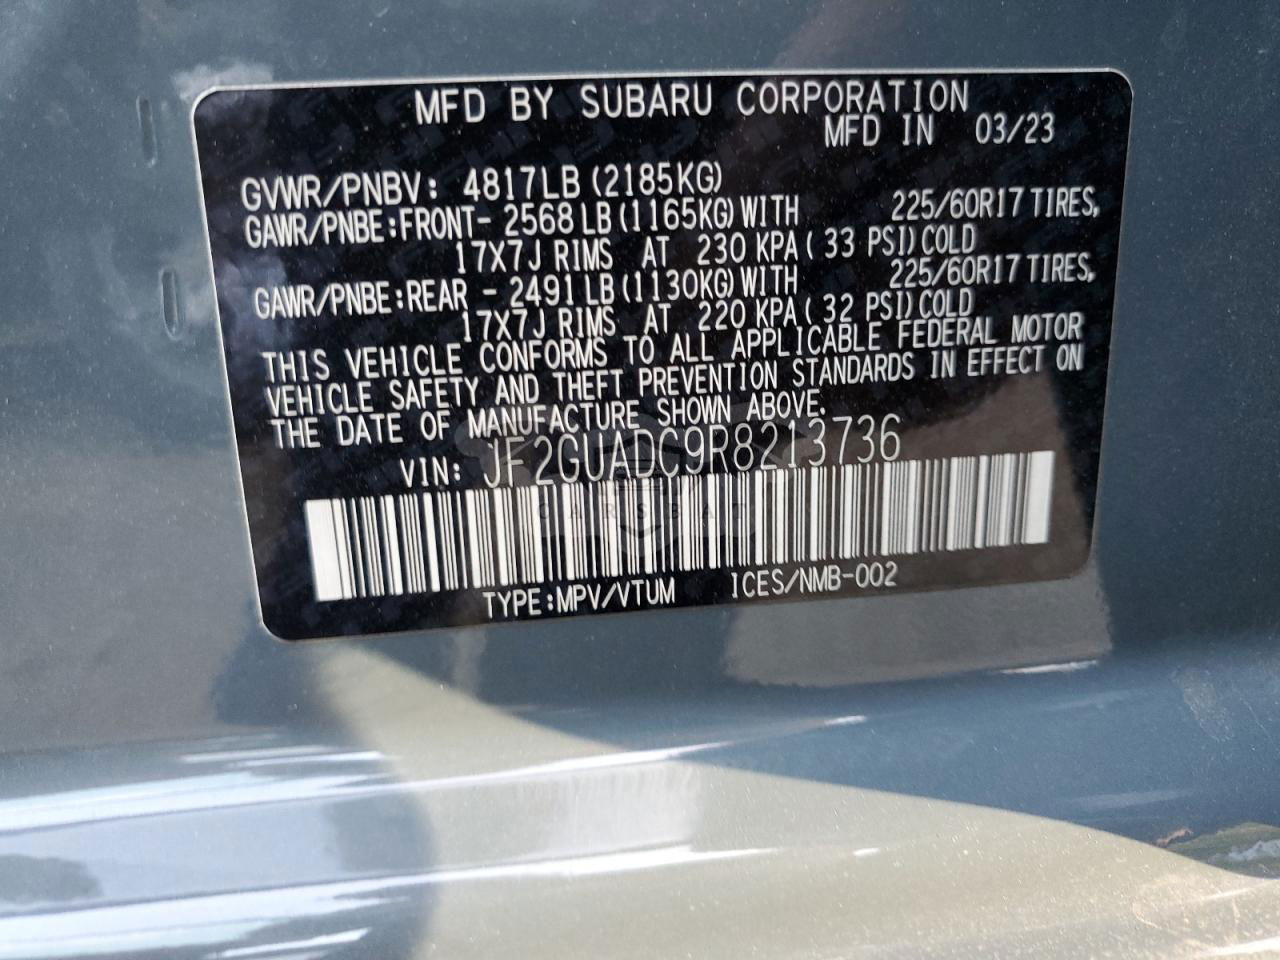 MFD BY SUBARU CORPORATION
MFD IN 03/23
GVWR/PNBV: 4817LB (2185KG)
GAWR/PNBE:FRONT- 2568 LB (1165KG) WITH 225/60R17 TIRES,
17X7J RIMS AT 230 KPA ( 33 PSI) COLD
GAWR/PNBE:REAR - 2491 LB (1130KG) WITH 225/60R17 TIRES,
17X7J RIMS AT 220 KPA ( 32 PSI) COLD
THIS VEHICLE CONFORMS TO ALL APPLICABLE FEDERAL MOTOR
VEHICLE SAFETY AND THEFT PREVENTION STANDARDS IN EFFECT ON
THE DATE OF MANUFACTURE SHOWN ABOVE.
VIN: JF2GUADC9R8213736
CARSBAC
TYPE:MPV/VTUM ICES/NMB-002